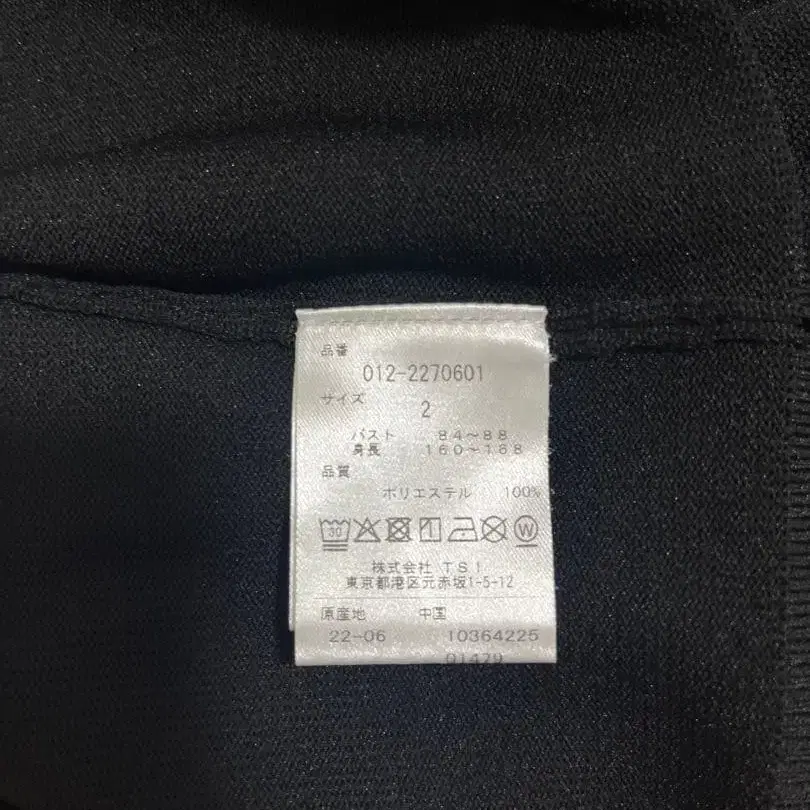 品番
012-2270601
サイズ
2
バスト 84~88
身長 160~168
品質
ポリエステル 100%
30 W
株式会社 TSI
東京都港区元赤坂1-5-12
原産地 中国
22-06 10364225
01479